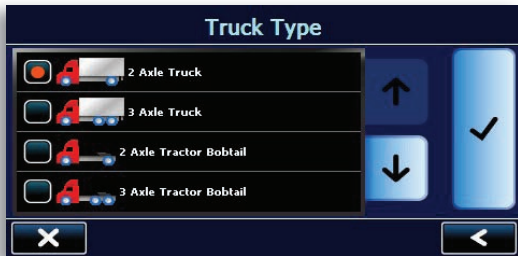 Truck Type
2 Axle Truck
3 Axle Truck
2 Axle Tractor Bobtail
3 Axle Tractor Bobtail